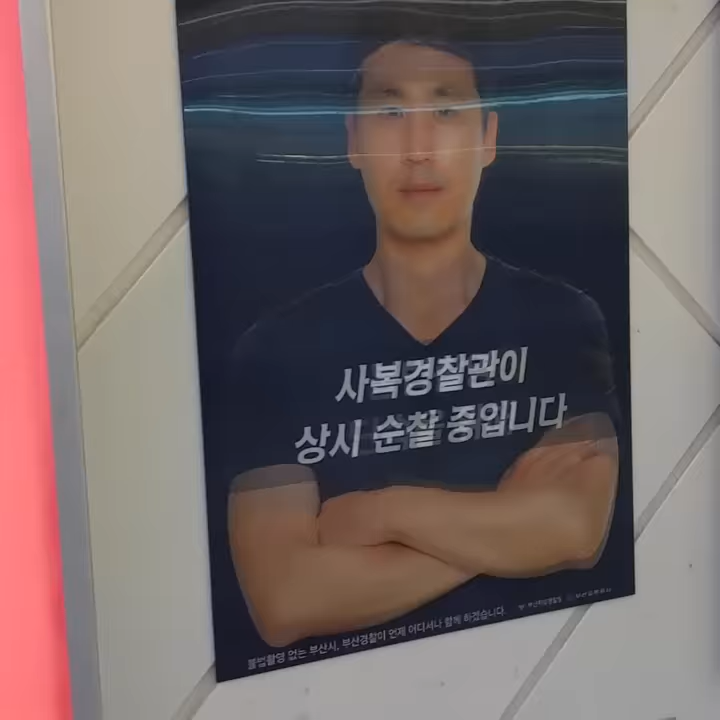 사복경찰관이
상시 순찰 중입니다
불법촬영 없는 부산시, 부산경찰이 언제 어디서나 함께 하겠습니다.